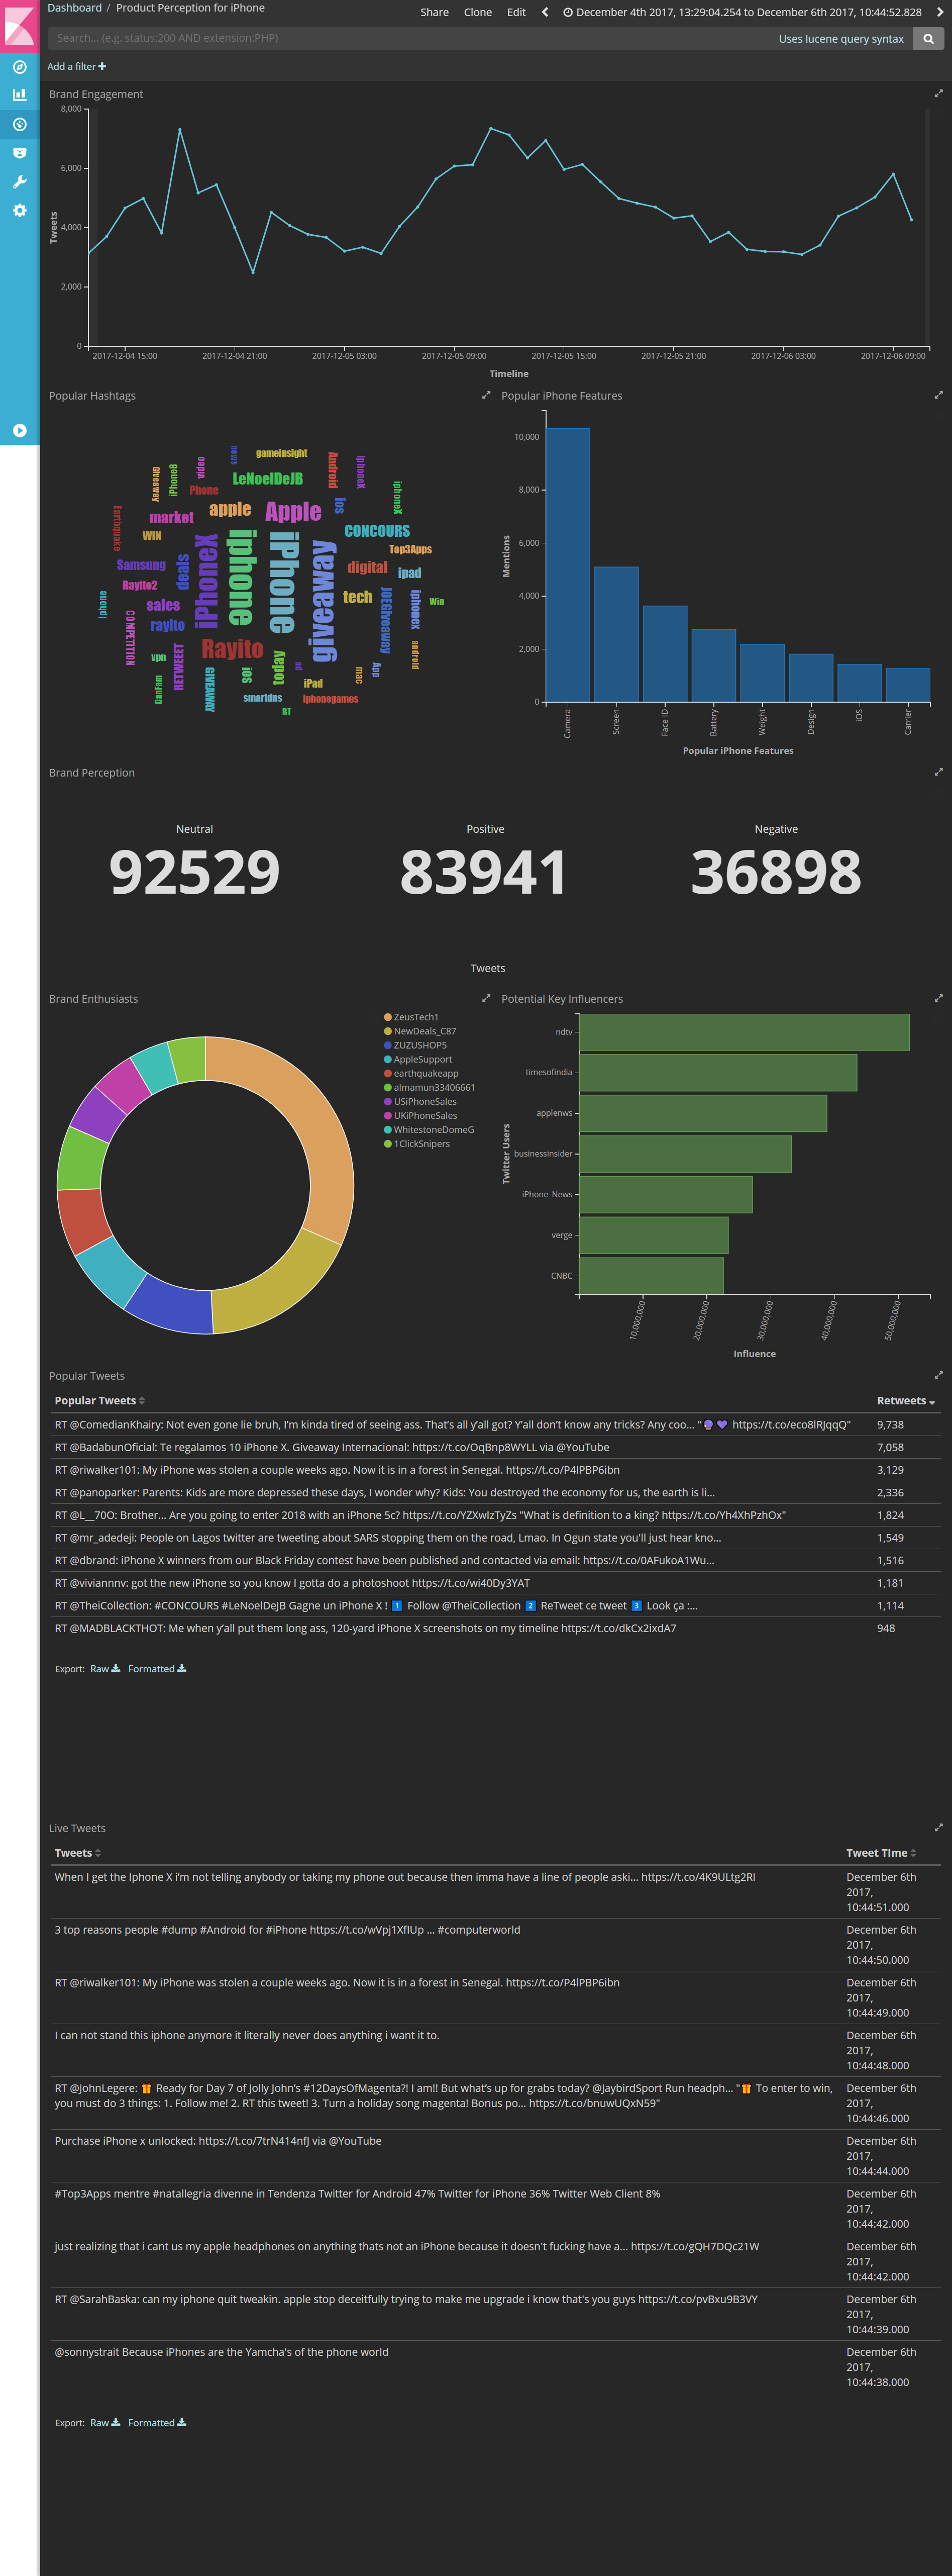 Dashboard / Product Perception for iPhone
Share Clone Edit December 4th 2017, 13:29:04.254 to December 6th 2017, 10:44:52.828
Search... (e.g. status:200 AND extension:PHP) Uses lucene query syntax
Add a filter
Brand Engagement
8,000
6,000
4,000
2,000
0
Tweets
2017-12-04 15:00 2017-12-04 21:00 2017-12-05 03:00 2017-12-05 09:00 2017-12-05 15:00 2017-12-05 21:00 2017-12-06 03:00 2017-12-06 09:00
Timeline
Popular Hashtags
news
gameinsight
Android
IphoneX
Giveaway
iPhone8
video
Phone
LeNoelDeJB
iphoneX
Earthquake
market
apple
Apple
ios
CONCOURS
WIN
Top3Apps
Samsung
deals
iPhoneX
iphone
iPhone
giveaway
digital
ipad
Rayito2
Iphone
sales
tech
JOEGiveaway
iphonex
Win
COMPETITION
rayito
Rayito
android
vpn
RETWEEET
iOS
today
ad
mac
App
DanFam
GIVEAWAY
iPad
smartdns
iphonegames
RT
Popular iPhone Features
10,000
8,000
6,000
4,000
2,000
0
Mentions
Camera Screen Face ID Battery Weight Design iOS Carrier
Popular iPhone Features
Brand Perception
Neutral Positive Negative
92529 83941 36898
Tweets
Brand Enthusiasts
ZeusTech1
NewDeals_C87
ZUZUSHOP5
AppleSupport
earthquakeapp
almamun33406661
USiPhoneSales
UKiPhoneSales
WhitestoneDomeG
1ClickSnipers
Potential Key Influencers
Twitter Users
ndtv
timesofindia
applenws
businessinsider
iPhone_News
verge
CNBC
10,000,000 20,000,000 30,000,000 40,000,000 50,000,000
Influence
Popular Tweets
Popular Tweets Retweets
RT @ComedianKhairy: Not even gone lie bruh, I'm kinda tired of seeing ass. That's all y'all got? Y'all don't know any tricks? Any coo... "🔮 💜 https://t.co/eco8lRJqqQ" 9,738
RT @BadabunOficial: Te regalamos 10 iPhone X. Giveaway Internacional: https://t.co/OqBnp8WYLL via @YouTube 7,058
RT @riwalker101: My iPhone was stolen a couple weeks ago. Now it is in a forest in Senegal. https://t.co/P4lPBP6ibn 3,129
RT @panoparker: Parents: Kids are more depressed these days, I wonder why? Kids: You destroyed the economy for us, the earth is li... 2,336
RT @L__70O: Brother... Are you going to enter 2018 with an iPhone 5c? https://t.co/YZXwIzTyZs "What is definition to a king? https://t.co/Yh4XhPzhOx" 1,824
RT @mr_adedeji: People on Lagos twitter are tweeting about SARS stopping them on the road, Lmao. In Ogun state you'll just hear kno... 1,549
RT @dbrand: iPhone X winners from our Black Friday contest have been published and contacted via email: https://t.co/0AFukoA1Wu... 1,516
RT @viviannnv: got the new iPhone so you know I gotta do a photoshoot https://t.co/wi40Dy3YAT 1,181
RT @TheiCollection: #CONCOURS #LeNoelDeJB Gagne un iPhone X ! 1️⃣ Follow @TheiCollection 2️⃣ ReTweet ce tweet 3️⃣ Look ça :... 1,114
RT @MADBLACKTHOT: Me when y'all put them long ass, 120-yard iPhone X screenshots on my timeline https://t.co/dkCx2ixdA7 948
Export: Raw Formatted
Live Tweets
Tweets Tweet TIme
When I get the Iphone X i'm not telling anybody or taking my phone out because then imma have a line of people aski... https://t.co/4K9ULtg2Rl December 6th
2017,
10:44:51.000
3 top reasons people #dump #Android for #iPhone https://t.co/wVpj1XfIUp ... #computerworld December 6th
2017,
10:44:50.000
RT @riwalker101: My iPhone was stolen a couple weeks ago. Now it is in a forest in Senegal. https://t.co/P4lPBP6ibn December 6th
2017,
10:44:49.000
I can not stand this iphone anymore it literally never does anything i want it to. December 6th
2017,
10:44:48.000
RT @JohnLegere: 🎁 Ready for Day 7 of Jolly John's #12DaysOfMagenta?! I am!! But what's up for grabs today? @JaybirdSport Run headph... "🎁 To enter to win, December 6th
you must do 3 things: 1. Follow me! 2. RT this tweet! 3. Turn a holiday song magenta! Bonus po... https://t.co/bnuwUQxN59" 2017,
10:44:46.000
Purchase iPhone x unlocked: https://t.co/7trN414nfJ via @YouTube December 6th
2017,
10:44:44.000
#Top3Apps mentre #natallegria divenne in Tendenza Twitter for Android 47% Twitter for iPhone 36% Twitter Web Client 8% December 6th
2017,
10:44:42.000
just realizing that i cant us my apple headphones on anything thats not an iPhone because it doesn't fucking have a... https://t.co/gQH7DQc21W December 6th
2017,
10:44:42.000
RT @SarahBaska: can my iphone quit tweakin. apple stop deceitfully trying to make me upgrade i know that's you guys https://t.co/pvBxu9B3VY December 6th
2017,
10:44:39.000
@sonnystrait Because iPhones are the Yamcha's of the phone world December 6th
2017,
10:44:38.000
Export: Raw Formatted